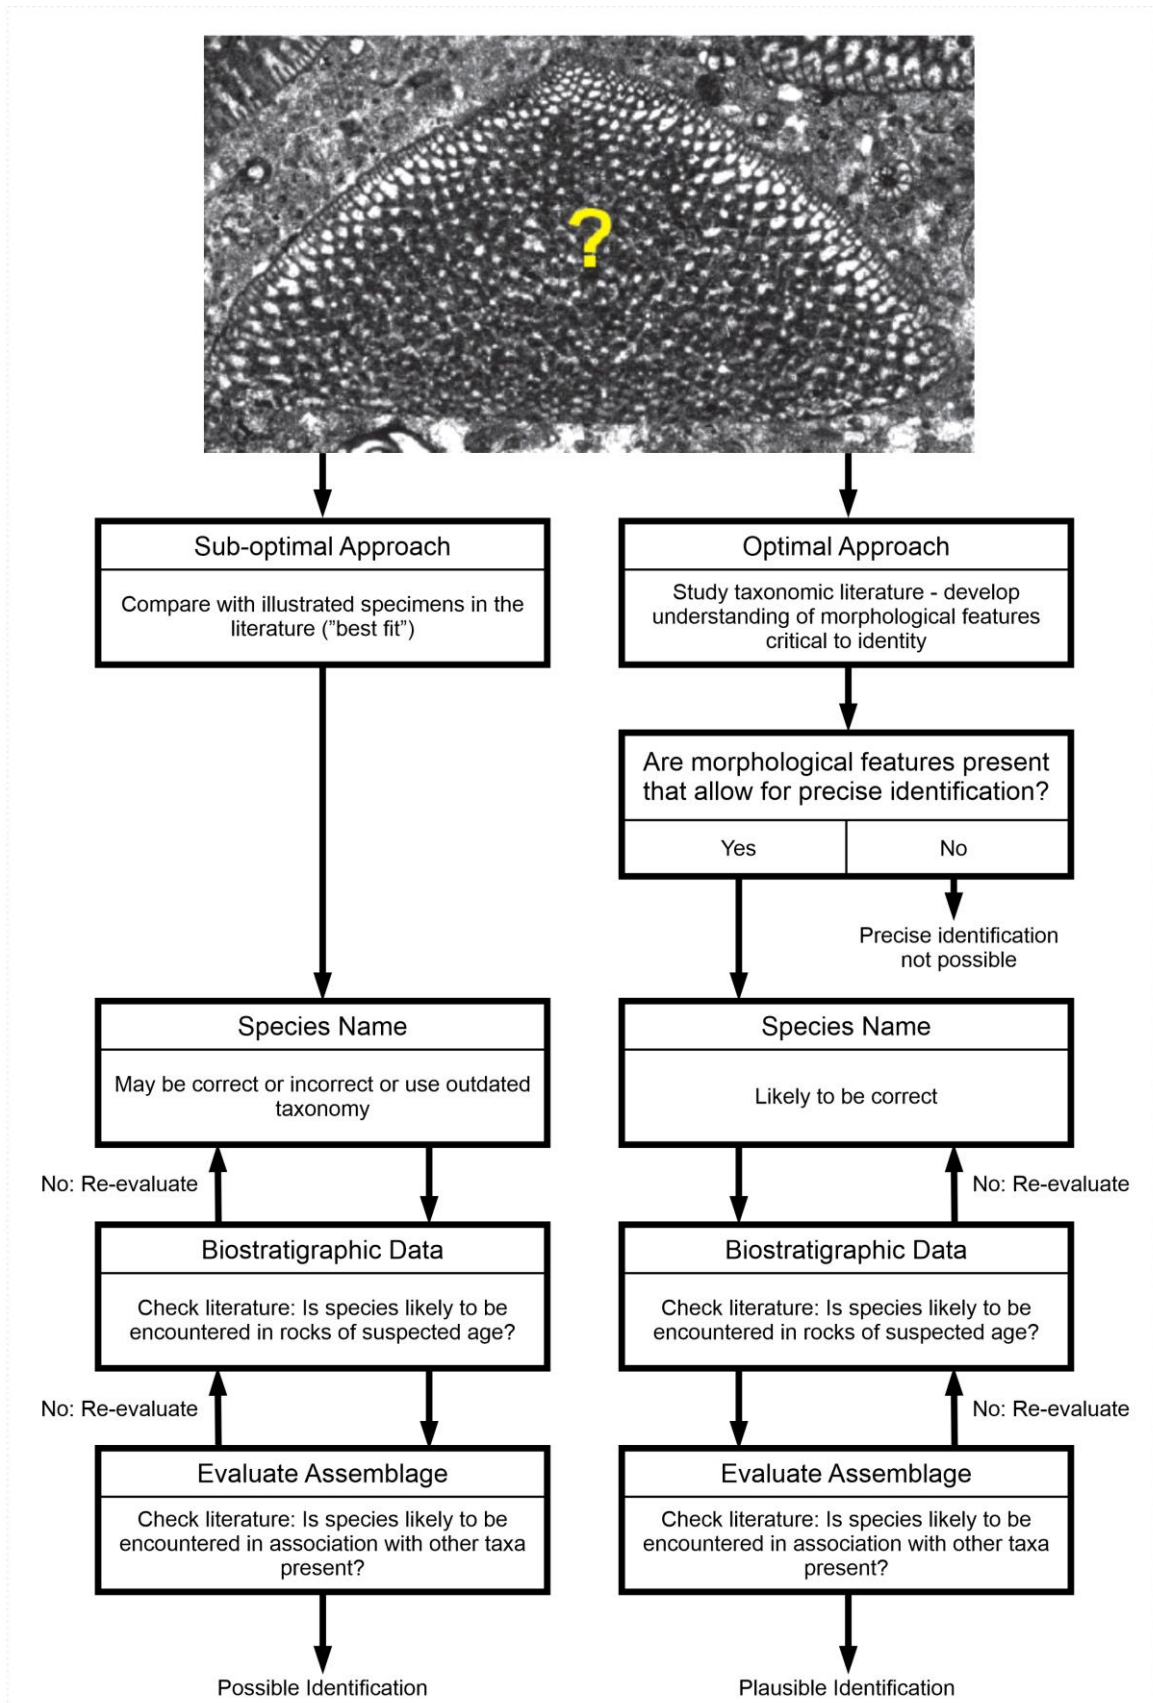 ?
Sub-optimal Approach
Compare with illustrated specimens in the
literature ("best fit")
Optimal Approach
Study taxonomic literature - develop
understanding of morphological features
critical to identity
Are morphological features present
that allow for precise identification?
Yes
No
Precise identification
not possible
Species Name
May be correct or incorrect or use outdated
taxonomy
Species Name
Likely to be correct
No: Re-evaluate
No: Re-evaluate
Biostratigraphic Data
Check literature: Is species likely to be
encountered in rocks of suspected age?
Biostratigraphic Data
Check literature: Is species likely to be
encountered in rocks of suspected age?
No: Re-evaluate
No: Re-evaluate
Evaluate Assemblage
Check literature: Is species likely to be
encountered in association with other taxa
present?
Evaluate Assemblage
Check literature: Is species likely to be
encountered in association with other taxa
present?
Possible Identification
Plausible Identification